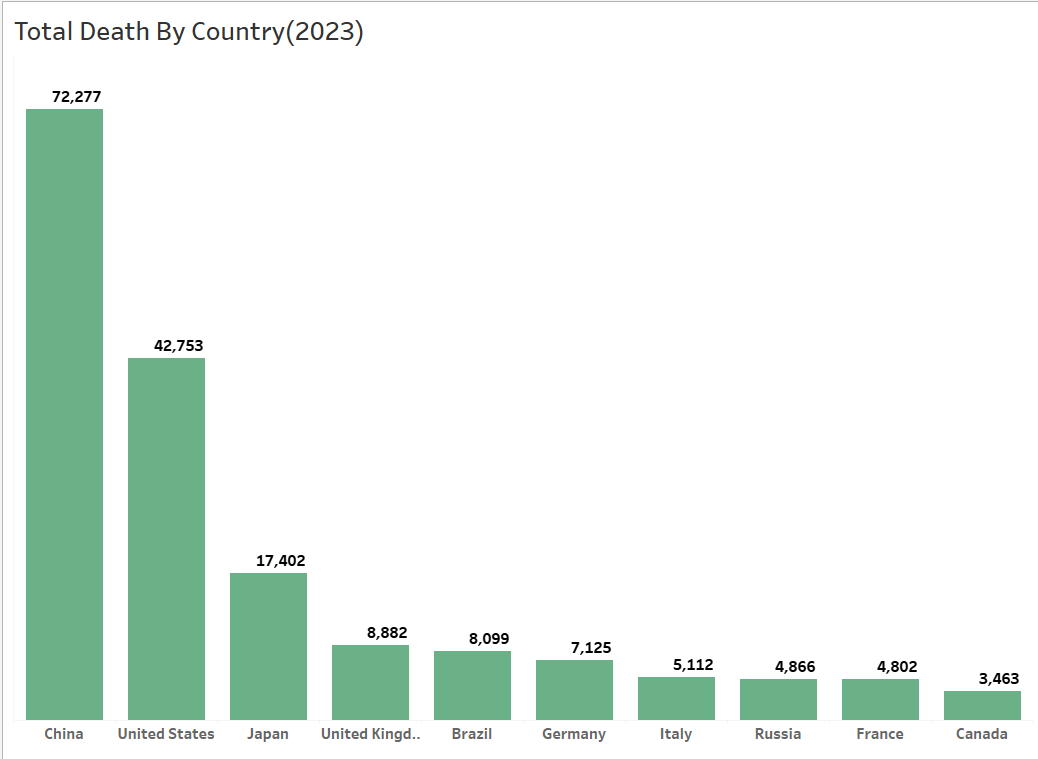 Total Death By Country(2023)
72,277
42,753
17,402
8,882
8,099
7,125
5,112
4,866
4,802
3,463
China
United States
Japan
United Kingd..
Brazil
Germany
Italy
Russia
France
Canada